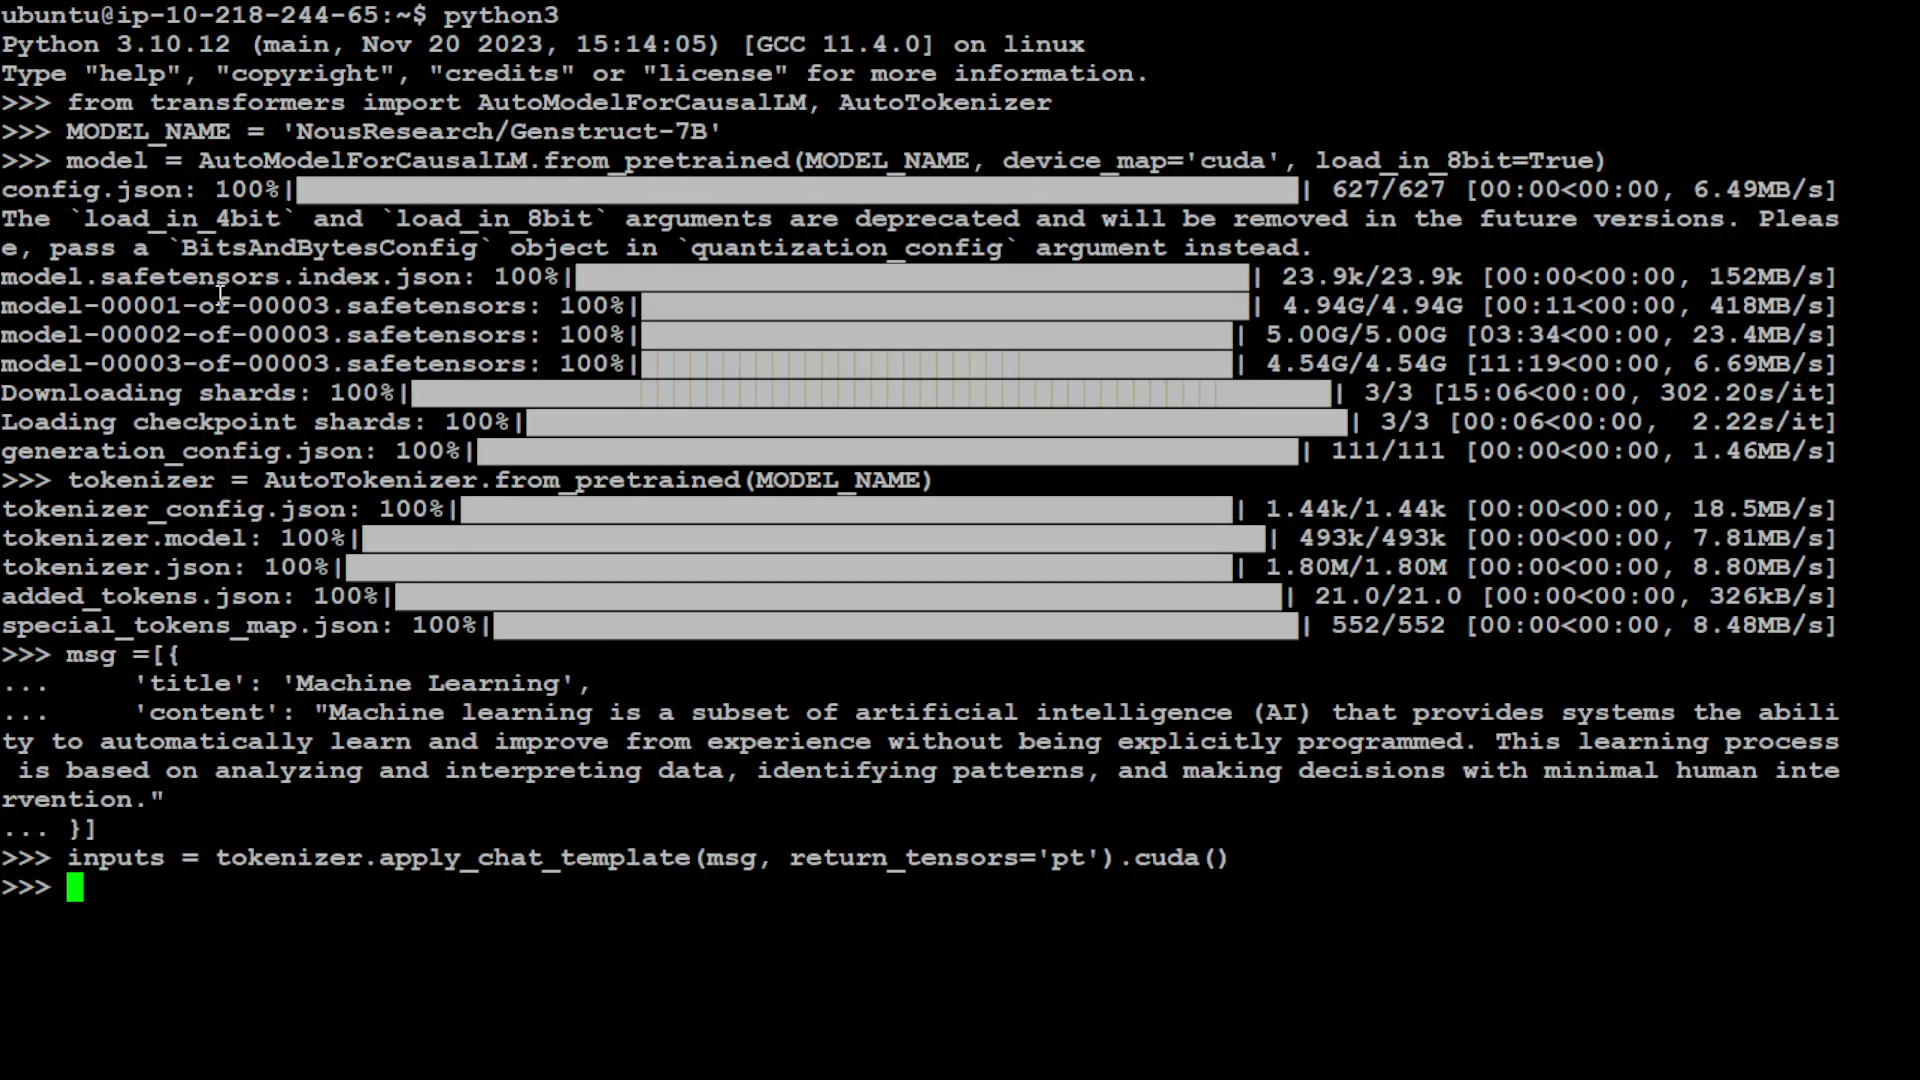 ubuntu@ip-10-218-244-65:~$ python3
Python 3.10.12 (main, Nov 20 2023, 15:14:05) [GCC 11.4.0] on linux
Type "help", "copyright", "credits" or "license" for more information.
>>> from transformers import AutoModelForCausalLM, AutoTokenizer
>>> MODEL_NAME = 'NousResearch/Genstruct-7B'
>>> model = AutoModelForCausalLM.from_pretrained(MODEL_NAME, device_map='cuda', load_in_8bit=True)
config.json: 100%|| 627/627 [00:00<00:00, 6.49MB/s]
The `load_in_4bit` and `load_in_8bit` arguments are deprecated and will be removed in the future versions. Pleas
e, pass a `BitsAndBytesConfig` object in `quantization_config` argument instead.
model.safetensors.index.json: 100%|| 23.9k/23.9k [00:00<00:00, 152MB/s]
model-00001-of-00003.safetensors: 100%|| 4.94G/4.94G [00:11<00:00, 418MB/s]
model-00002-of-00003.safetensors: 100%|| 5.00G/5.00G [03:34<00:00, 23.4MB/s]
model-00003-of-00003.safetensors: 100%|| 4.54G/4.54G [11:19<00:00, 6.69MB/s]
Downloading shards: 100%|| 3/3 [15:06<00:00, 302.20s/it]
Loading checkpoint shards: 100%|| 3/3 [00:06<00:00,  2.22s/it]
generation_config.json: 100%|| 111/111 [00:00<00:00, 1.46MB/s]
>>> tokenizer = AutoTokenizer.from_pretrained(MODEL_NAME)
tokenizer_config.json: 100%|| 1.44k/1.44k [00:00<00:00, 18.5MB/s]
tokenizer.model: 100%|| 493k/493k [00:00<00:00, 7.81MB/s]
tokenizer.json: 100%|| 1.80M/1.80M [00:00<00:00, 8.80MB/s]
added_tokens.json: 100%|| 21.0/21.0 [00:00<00:00, 326kB/s]
special_tokens_map.json: 100%|| 552/552 [00:00<00:00, 8.48MB/s]
>>> msg =[{
...     'title': 'Machine Learning',
...     'content': "Machine learning is a subset of artificial intelligence (AI) that provides systems the abili
ty to automatically learn and improve from experience without being explicitly programmed. This learning process
 is based on analyzing and interpreting data, identifying patterns, and making decisions with minimal human inte
rvention."
... }]
>>> inputs = tokenizer.apply_chat_template(msg, return_tensors='pt').cuda()
>>>